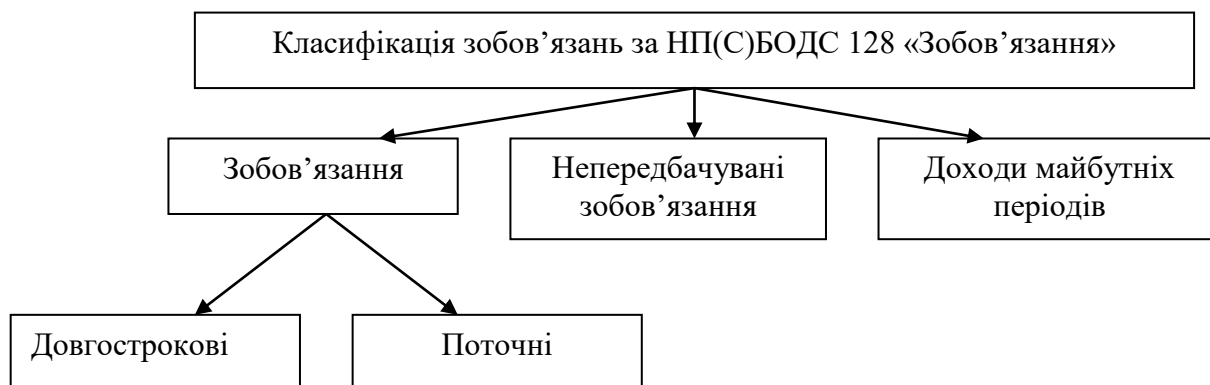 Класифікація зобов’язань за НП(С)БОДС 128 «Зобов’язання»
Зобов’язання
Непередбачувані
зобов’язання
Доходи майбутніх
періодів
Довгострокові
Поточні